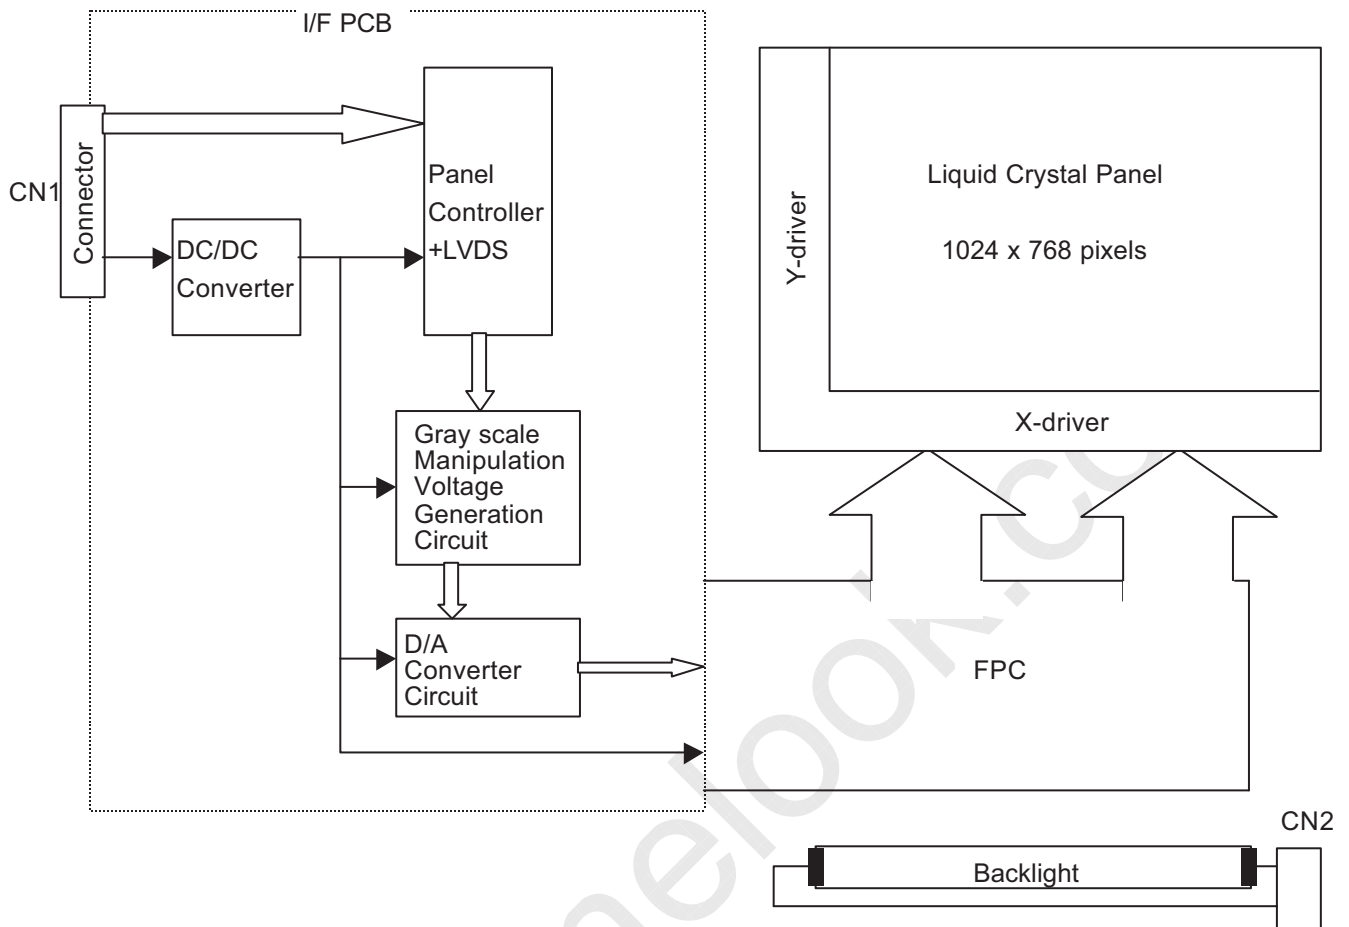 I/F PCB
CN1
Connector
DC/DC
Converter
Panel
Controller
+LVDS
Gray scale
Manipulation
Voltage
Generation
Circuit
D/A
Converter
Circuit
Y-driver
Liquid Crystal Panel
1024 x 768 pixels
X-driver
FPC
CN2
Backlight